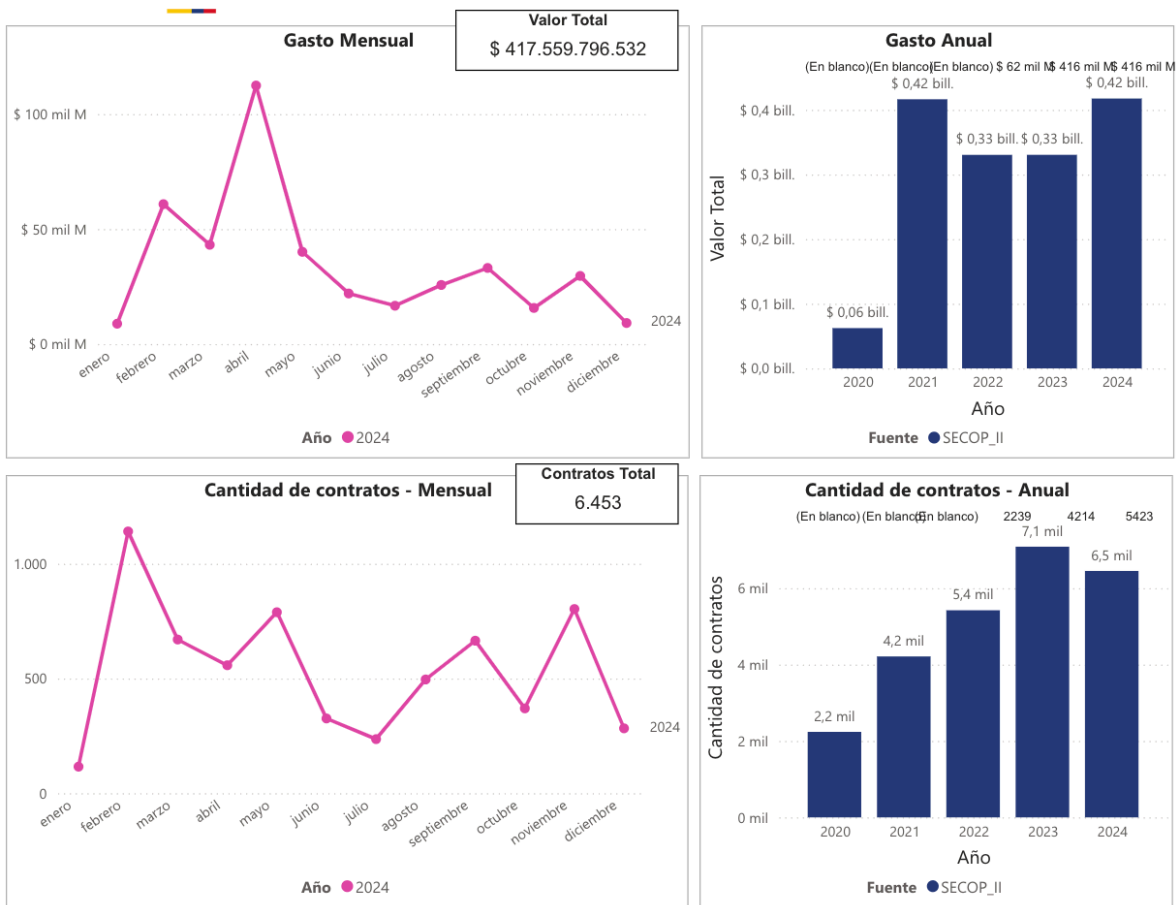 Gasto Mensual
Valor Total
$ 417.559.796.532
$ 100 mil M
$ 50 mil M
$ 0 mil M
enero
febrero
marzo
abril
mayo
junio
julio
agosto
septiembre
octubre
noviembre
diciembre
2024
Año 2024
Gasto Anual
(En blanco) (En blanco) (En blanco) $ 62 mil M $ 416 mil M $ 416 mil M
Valor Total
$ 0,4 bill.
$ 0,3 bill.
$ 0,2 bill.
$ 0,1 bill.
$ 0,0 bill.
$ 0,06 bill.
$ 0,42 bill.
$ 0,33 bill.
$ 0,33 bill.
$ 0,42 bill.
2020 2021 2022 2023 2024
Año
Fuente SECOP_II
Cantidad de contratos - Mensual
Contratos Total
6.453
1.000
500
0
enero
febrero
marzo
abril
mayo
junio
julio
agosto
septiembre
octubre
noviembre
diciembre
2024
Año 2024
Cantidad de contratos - Anual
(En blanco) (En blanco) (En blanco) 2239 4214 5423
Cantidad de contratos
6 mil
4 mil
2 mil
0 mil
2,2 mil
4,2 mil
5,4 mil
7,1 mil
6,5 mil
2020 2021 2022 2023 2024
Año
Fuente SECOP_II